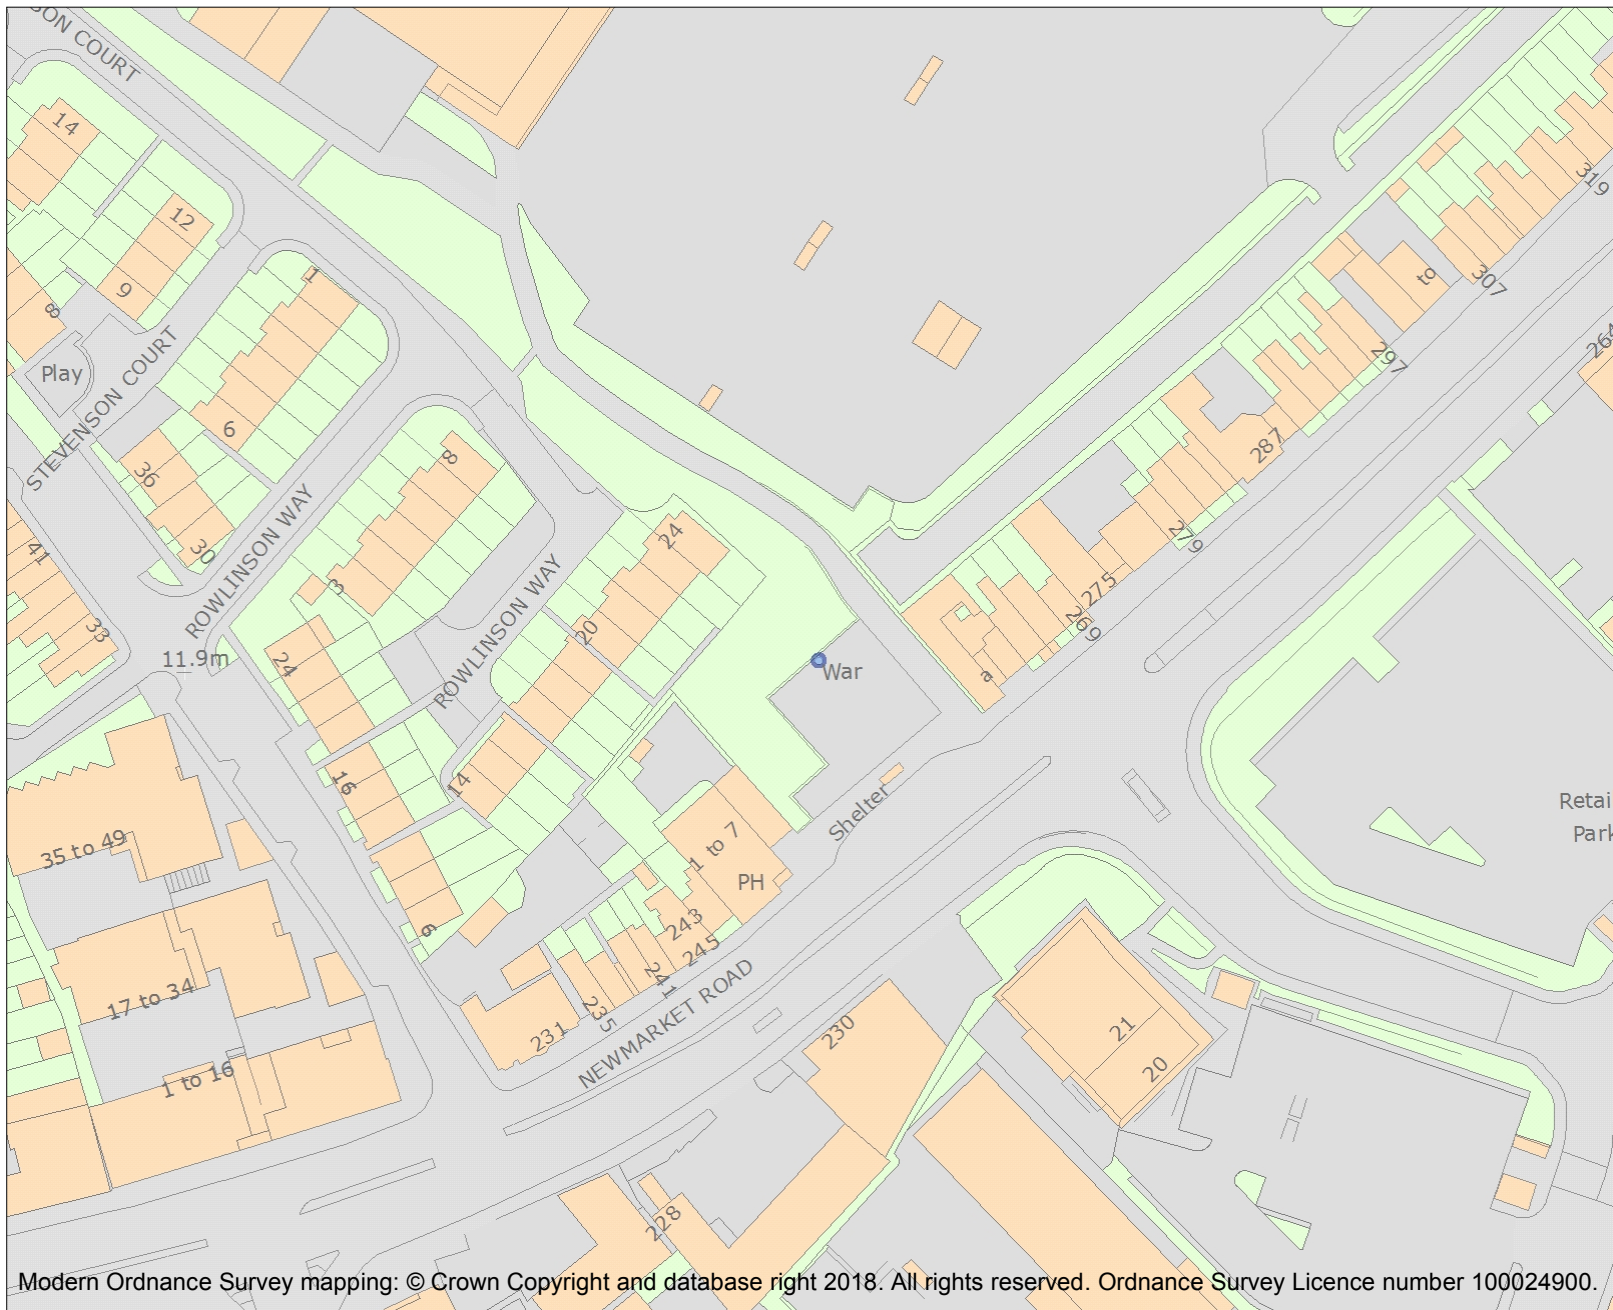 SON COURT
14
12
9
8
1
Play
STEVENSON COURT
6
36
30
ROWLINSON WAY
41
33
11.9m
8
3
24
ROWLINSON WAY
24
20
14
16
6
War
Shelter
1 to 7
PH
243
245
241
235
231
NEWMARKET ROAD
35 to 49
17 to 34
1 to 16
230
228
21
20
a
269
275
279
287
297
to
307
319
264
Retai
Park
Modern Ordnance Survey mapping: © Crown Copyright and database right 2018. All rights reserved. Ordnance Survey Licence number 100024900.